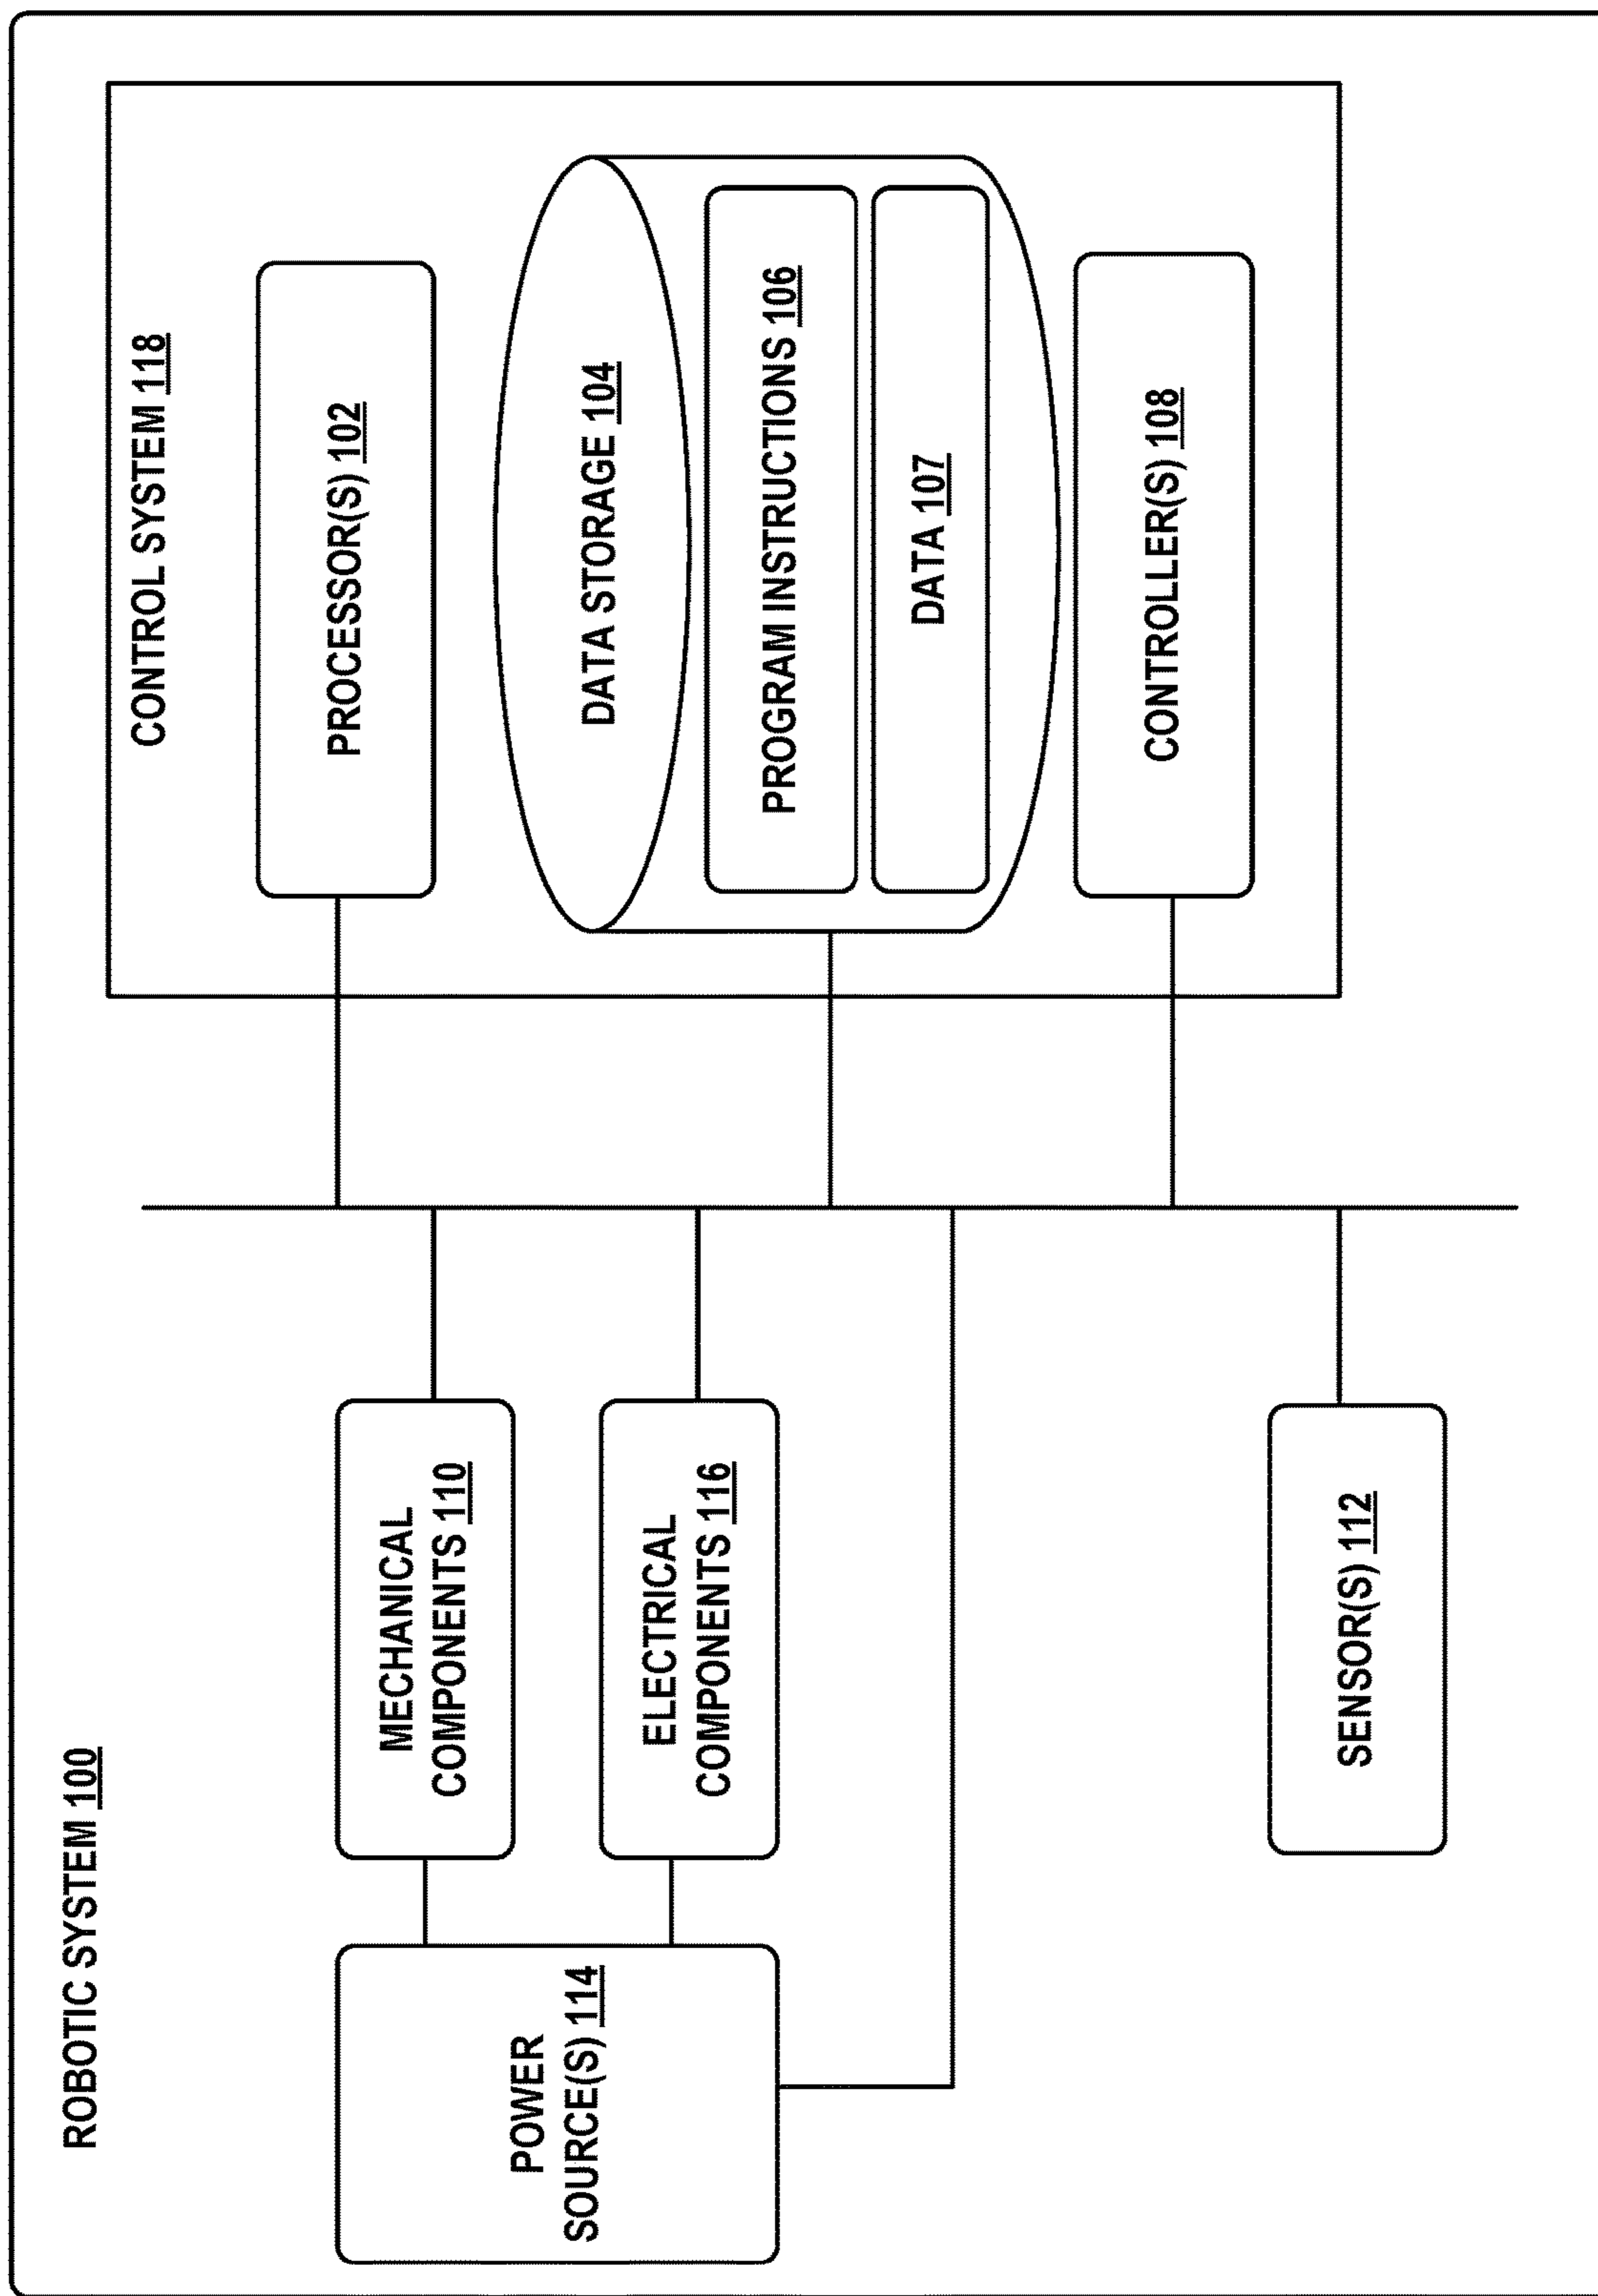 ROBOTIC SYSTEM 100
POWER
SOURCE(S) 114
MECHANICAL
COMPONENTS 110
ELECTRICAL
COMPONENTS 116
SENSOR(S) 112
CONTROL SYSTEM 118
PROCESSOR(S) 102
DATA STORAGE 104
PROGRAM INSTRUCTIONS 106
DATA 107
CONTROLLER(S) 108